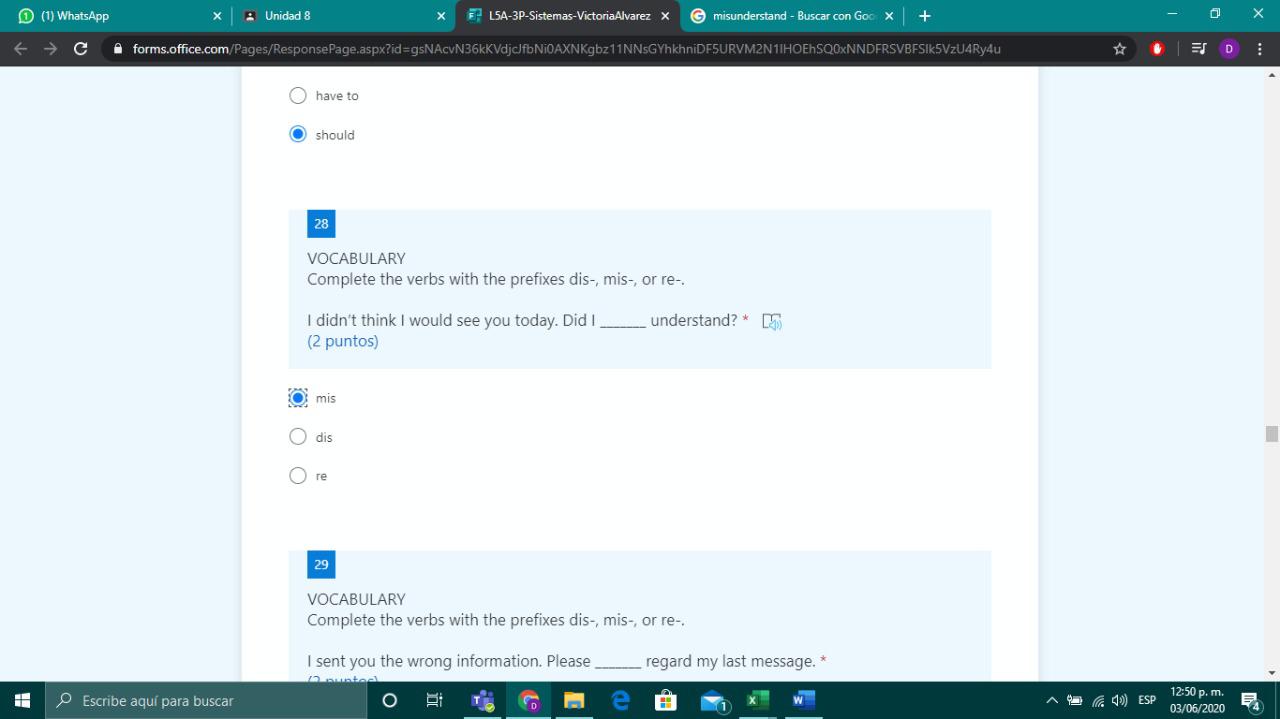 (1) WhatsApp
Unidad 8
L5A-3P-Sistemas-VictoriaAlvarez
misunderstand - Buscar con Goo
forms.office.com/Pages/ResponsePage.aspx?id=gsNAcvN36kKVdjcJfbNi0AXNKgbz11NNsGYhkhniDF5URVM2N1lHOEhSQ0xNNDFRSVBFSlk5VzU4Ry4u
D
have to
should
28
VOCABULARY
Complete the verbs with the prefixes dis-, mis-, or re-.
I didn't think I would see you today. Did I _______ understand? *
(2 puntos)
mis
dis
re
29
VOCABULARY
Complete the verbs with the prefixes dis-, mis-, or re-.
I sent you the wrong information. Please _______ regard my last message. *
(2 puntos)
Escribe aquí para buscar
ESP
12:50 p. m.
03/06/2020